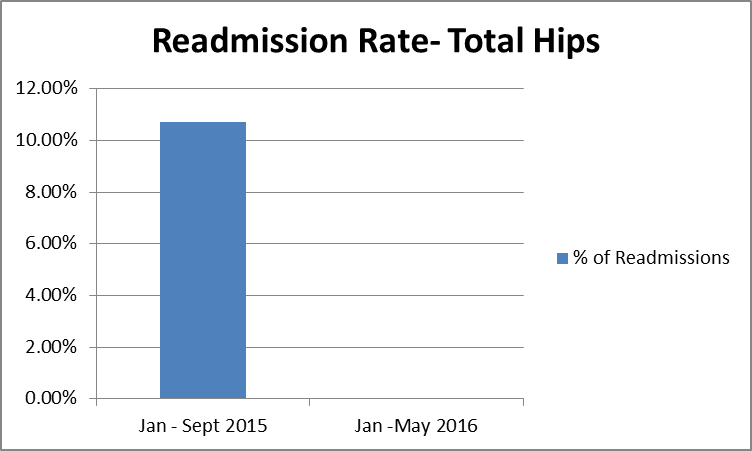 Readmission Rate- Total Hips
12.00%
10.00%
8.00%
6.00%
4.00%
2.00%
0.00%
Jan - Sept 2015
Jan -May 2016
% of Readmissions